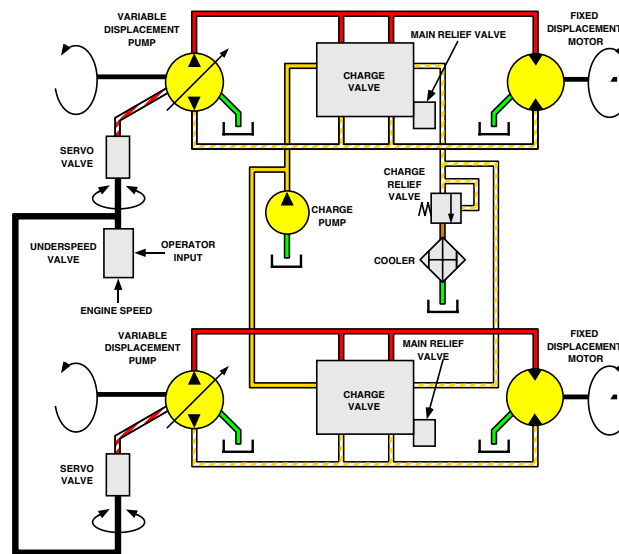 VARIABLE
DISPLACEMENT
PUMP
FIXED
DISPLACEMENT
MOTOR
MAIN RELIEF VALVE
CHARGE
VALVE
SERVO
VALVE
CHARGE
RELIEF
VALVE
CHARGE
PUMP
UNDERSPEED
VALVE
OPERATOR
INPUT
COOLER
ENGINE SPEED
VARIABLE
DISPLACEMENT
PUMP
FIXED
DISPLACEMENT
MOTOR
MAIN RELIEF
VALVE
CHARGE
VALVE
SERVO
VALVE